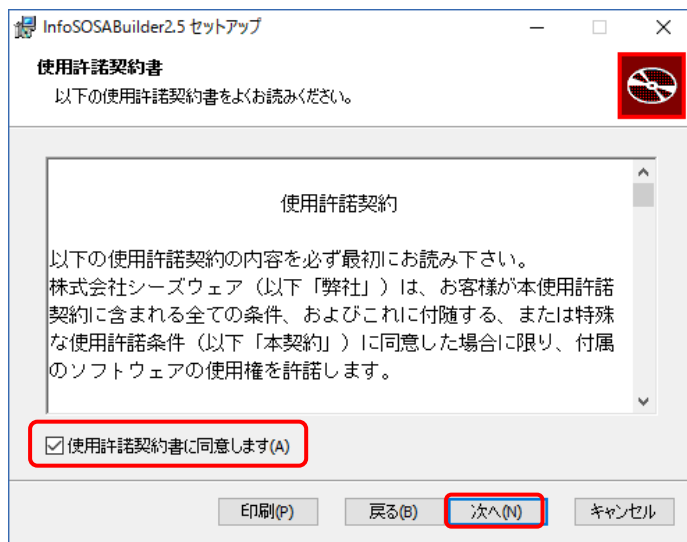 InfoSOSABuilder2.5 セットアップ
使用許諾契約書
以下の使用許諾契約書をよくお読みください。
使用許諾契約
以下の使用許諾契約の内容を必ず最初にお読み下さい。
株式会社シーズウェア（以下「弊社」）は、お客様が本使用許諾
契約に含まれる全ての条件、およびこれに付随する、または特殊
な使用許諾条件（以下「本契約」）に同意した場合に限り、付属
のソフトウェアの使用権を許諾します。
使用許諾契約書に同意します(A)
印刷(P) 戻る(B) 次へ(N) キャンセル